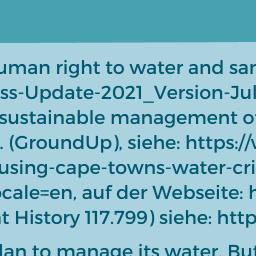 uman right to water and san
ss-Update-2021_Version-Jul
sustainable management o
. (GroundUp), siehe: https://
using-cape-towns-water-cri
ocale=en, auf der Webseite: h
t History 117.799) siehe: http
lan to manage its water. But